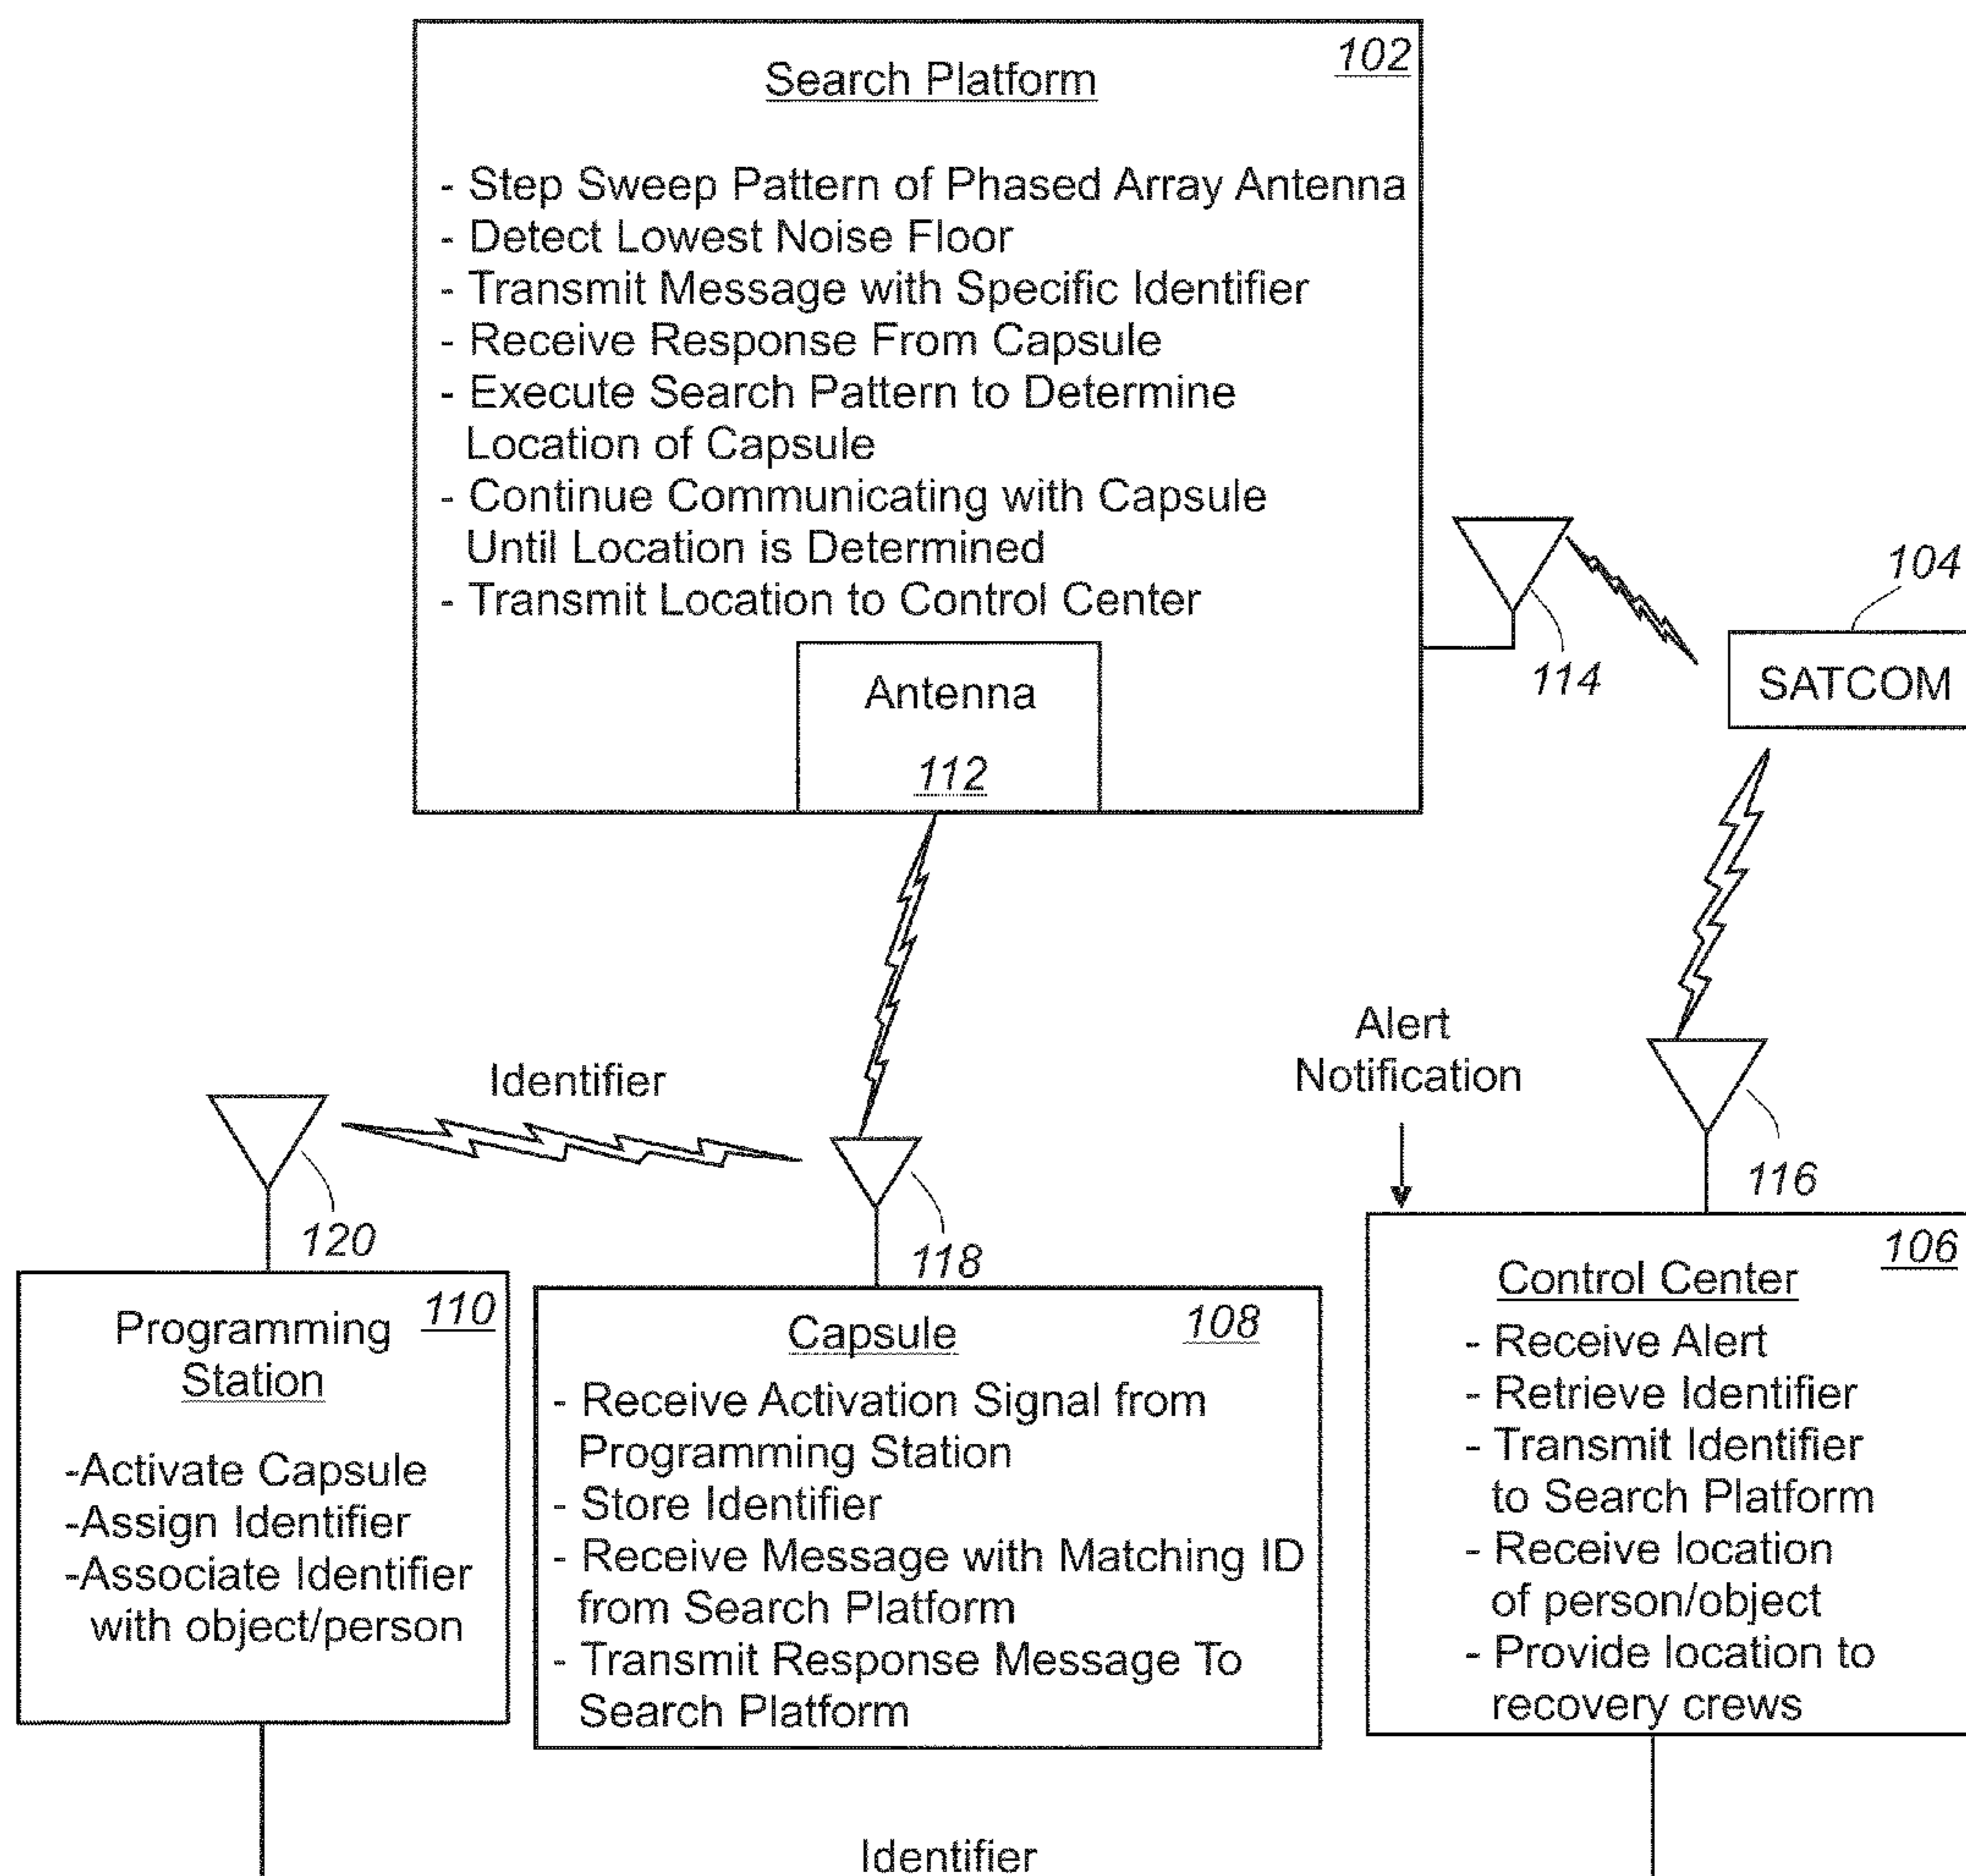 102
Search Platform
- Step Sweep Pattern of Phased Array Antenna
- Detect Lowest Noise Floor
- Transmit Message with Specific Identifier
- Receive Response From Capsule
- Execute Search Pattern to Determine
Location of Capsule
- Continue Communicating with Capsule
Until Location is Determined
- Transmit Location to Control Center
Antenna
112
114
104
SATCOM
Identifier
Alert
Notification
120
118
116
110
Programming
Station
-Activate Capsule
-Assign Identifier
-Associate Identifier
with object/person
108
Capsule
- Receive Activation Signal from
Programming Station
- Store Identifier
- Receive Message with Matching ID
from Search Platform
- Transmit Response Message To
Search Platform
106
Control Center
- Receive Alert
- Retrieve Identifier
- Transmit Identifier
to Search Platform
- Receive location
of person/object
- Provide location to
recovery crews
Identifier